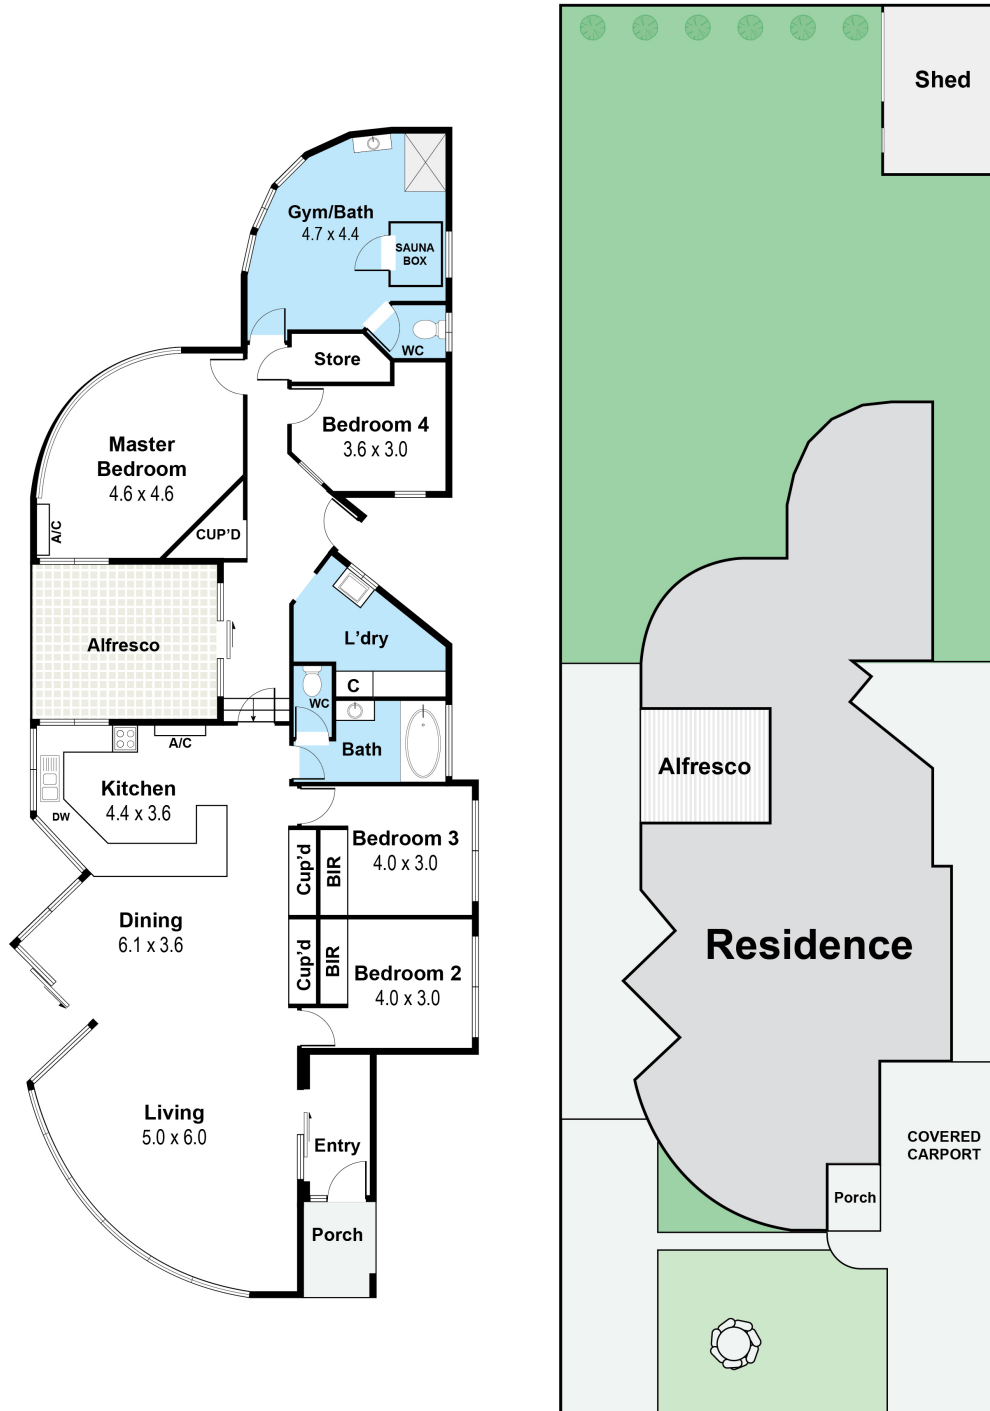 Gym/Bath
4.7 x 4.4
SAUNA
BOX
WC
Store
Bedroom 4
3.6 x 3.0
Master
Bedroom
4.6 x 4.6
A/C
CUP'D
Alfresco
L'dry
C
WC
Bath
A/C
Kitchen
4.4 x 3.6
DW
Bedroom 3
4.0 x 3.0
Cup'd
BIR
Dining
6.1 x 3.6
Cup'd
BIR
Bedroom 2
4.0 x 3.0
Living
5.0 x 6.0
Entry
Porch
Shed
Alfresco
Residence
COVERED
CARPORT
Porch